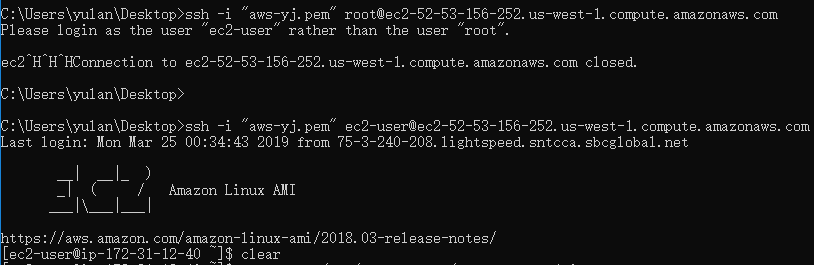 C:\Users\yulan\Desktop>ssh -i "aws-yj.pem" root@ec2-52-53-156-252.us-west-1.compute.amazonaws.com
Please login as the user "ec2-user" rather than the user "root".
ec2^H^H^HConnection to ec2-52-53-156-252.us-west-1.compute.amazonaws.com closed.
C:\Users\yulan\Desktop>
C:\Users\yulan\Desktop>ssh -i "aws-yj.pem" ec2-user@ec2-52-53-156-252.us-west-1.compute.amazonaws.com
Last login: Mon Mar 25 00:34:43 2019 from 75-3-240-208.lightspeed.sntcca.sbcglobal.net
__|  __|_  )
_|  (     /   Amazon Linux AMI
___|\___|___|
https://aws.amazon.com/amazon-linux-ami/2018.03-release-notes/
[ec2-user@ip-172-31-12-40 ~]$ clear